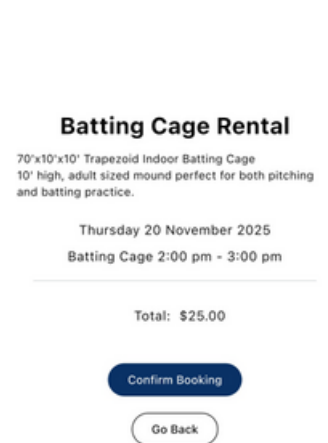 Batting Cage Rental
70'x10'x10' Trapezoid Indoor Batting Cage
10' high, adult sized mound perfect for both pitching
and batting practice.
Thursday 20 November 2025
Batting Cage 2:00 pm - 3:00 pm
Total: $25.00
Confirm Booking
Go Back